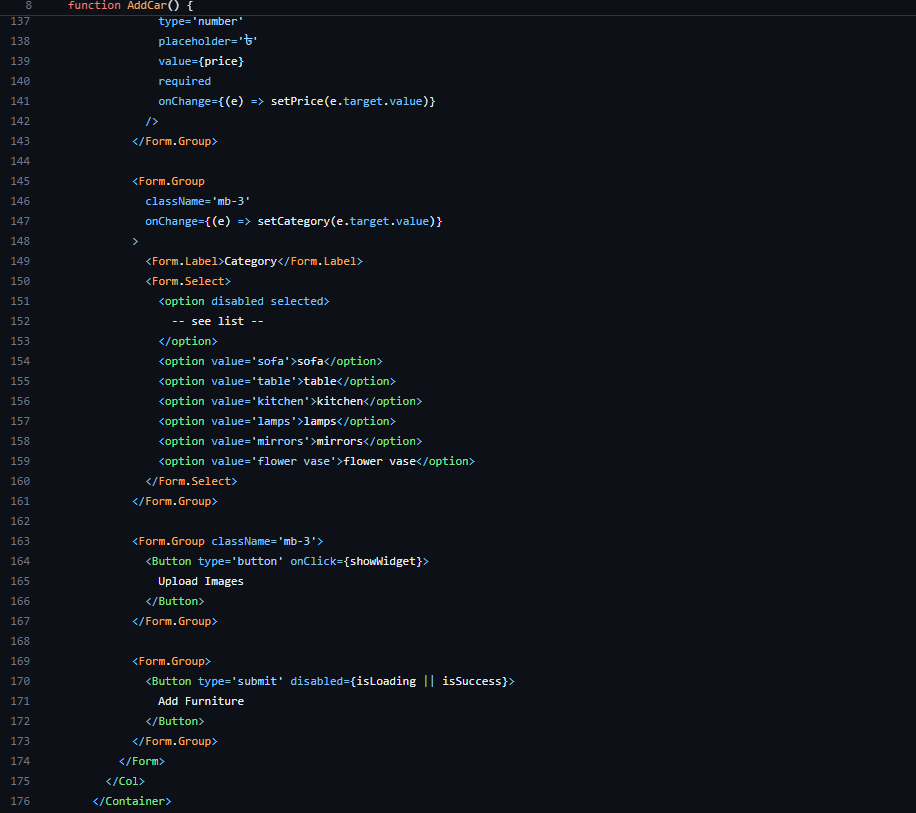 8 function AddCar() {
137 type='number'
138 placeholder='৳'
139 value={price}
140 required
141 onChange={(e) => setPrice(e.target.value)}
142 />
143 </Form.Group>
144
145 <Form.Group
146 className='mb-3'
147 onChange={(e) => setCategory(e.target.value)}
148 >
149 <Form.Label>Category</Form.Label>
150 <Form.Select>
151 <option disabled selected>
152 -- see list --
153 </option>
154 <option value='sofa'>sofa</option>
155 <option value='table'>table</option>
156 <option value='kitchen'>kitchen</option>
157 <option value='lamps'>lamps</option>
158 <option value='mirrors'>mirrors</option>
159 <option value='flower vase'>flower vase</option>
160 </Form.Select>
161 </Form.Group>
162
163 <Form.Group className='mb-3'>
164 <Button type='button' onClick={showWidget}>
165 Upload Images
166 </Button>
167 </Form.Group>
168
169 <Form.Group>
170 <Button type='submit' disabled={isLoading || isSuccess}>
171 Add Furniture
172 </Button>
173 </Form.Group>
174 </Form>
175 </Col>
176 </Container>